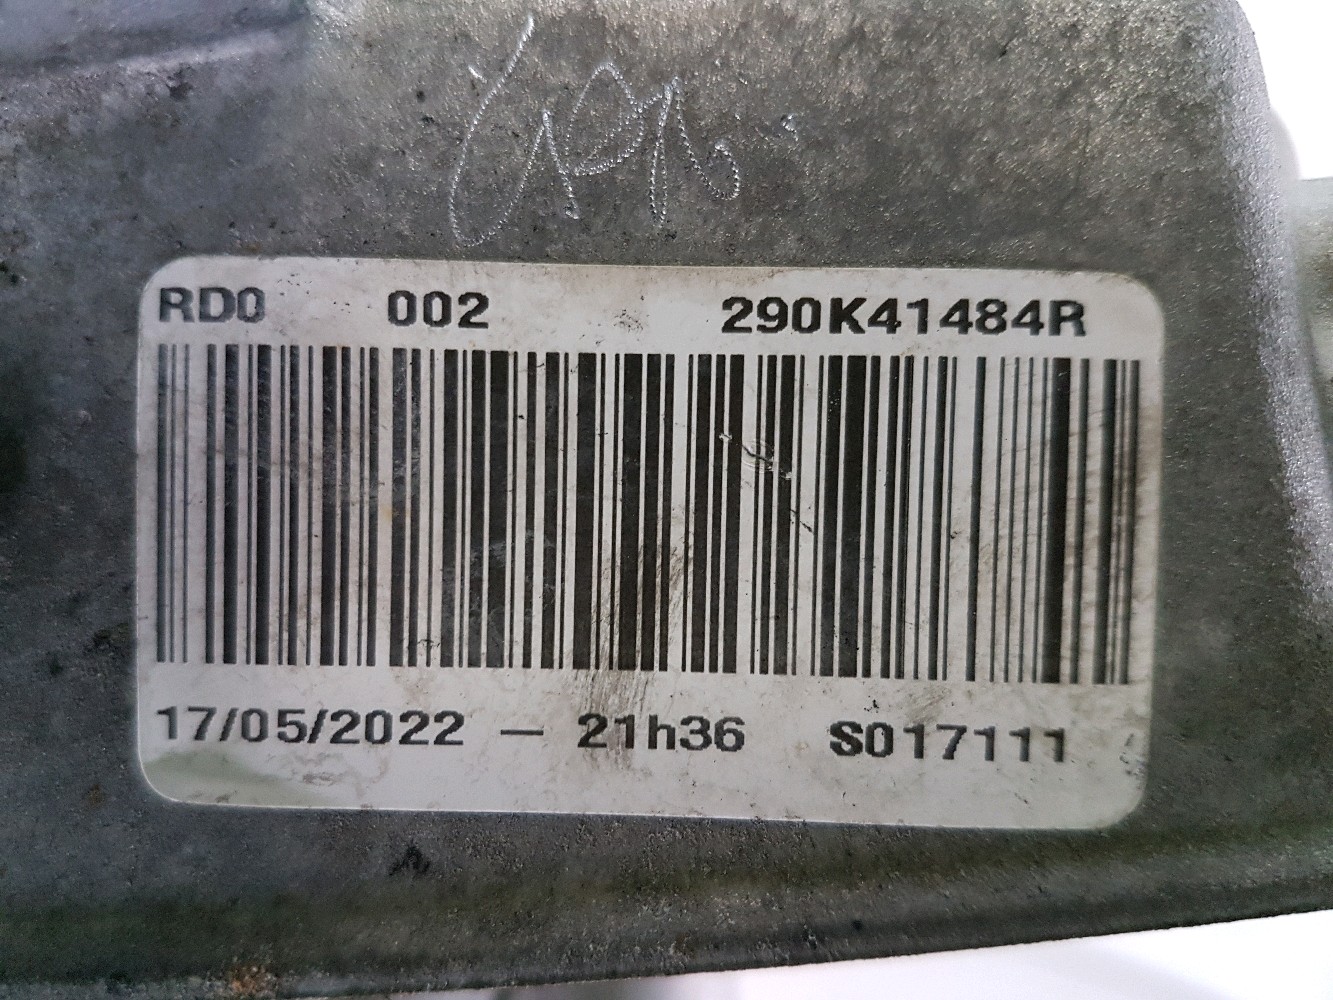 RD0 002 290K41484R
17/05/2022 – 21h36 S017111